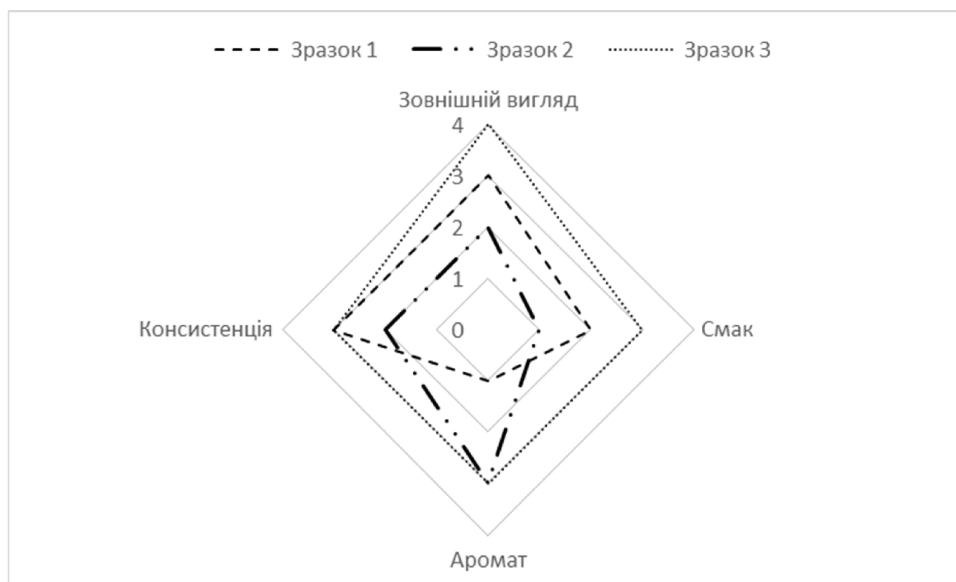 Зразок 1 Зразок 2 Зразок 3
Зовнішній вигляд
4
3
2
1
0
Консистенція
Смак
Аромат